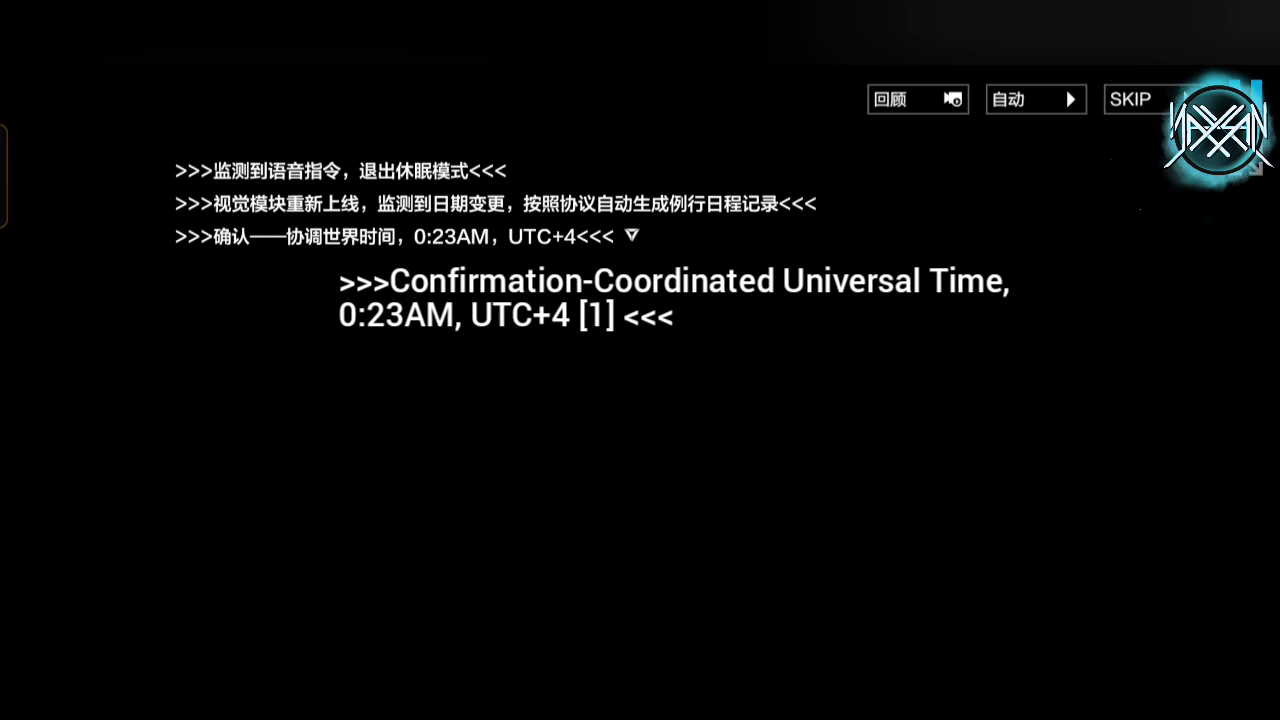 回顾
自动
SKIP
>>>监测到语音指令，退出休眠模式<<<
>>>视觉模块重新上线，监测到日期变更，按照协议自动生成例行日程记录<<<
>>>确认——协调世界时间，0:23AM，UTC+4<<<
>>>Confirmation-Coordinated Universal Time,
0:23AM, UTC+4 [1] <<<